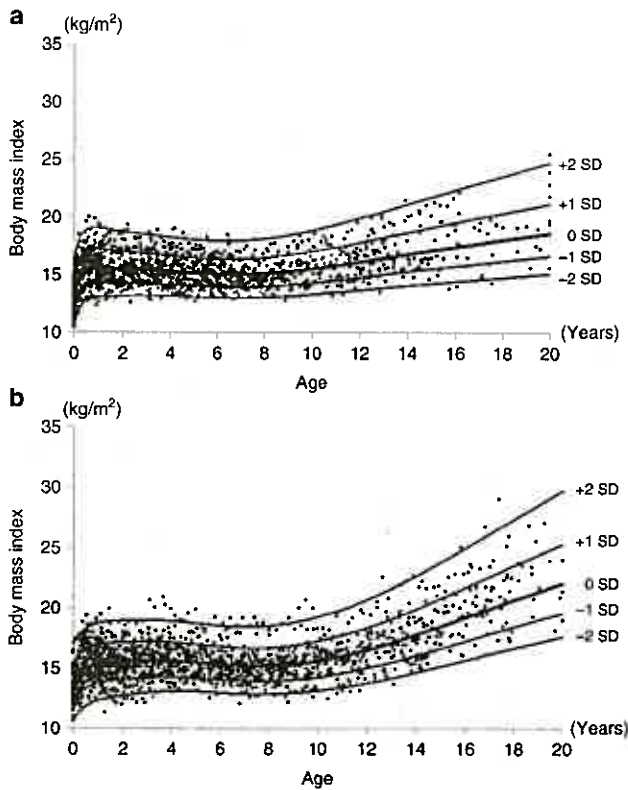 a
(kg/m²)
35
30
25
20
15
10
Body mass index
+2 SD
+1 SD
0 SD
−1 SD
−2 SD
0 2 4 6 8 10 12 14 16 18 20
(Years)
Age
b
(kg/m²)
35
30
25
20
15
10
Body mass index
+2 SD
+1 SD
0 SD
−1 SD
−2 SD
0 2 4 6 8 10 12 14 16 18 20
(Years)
Age